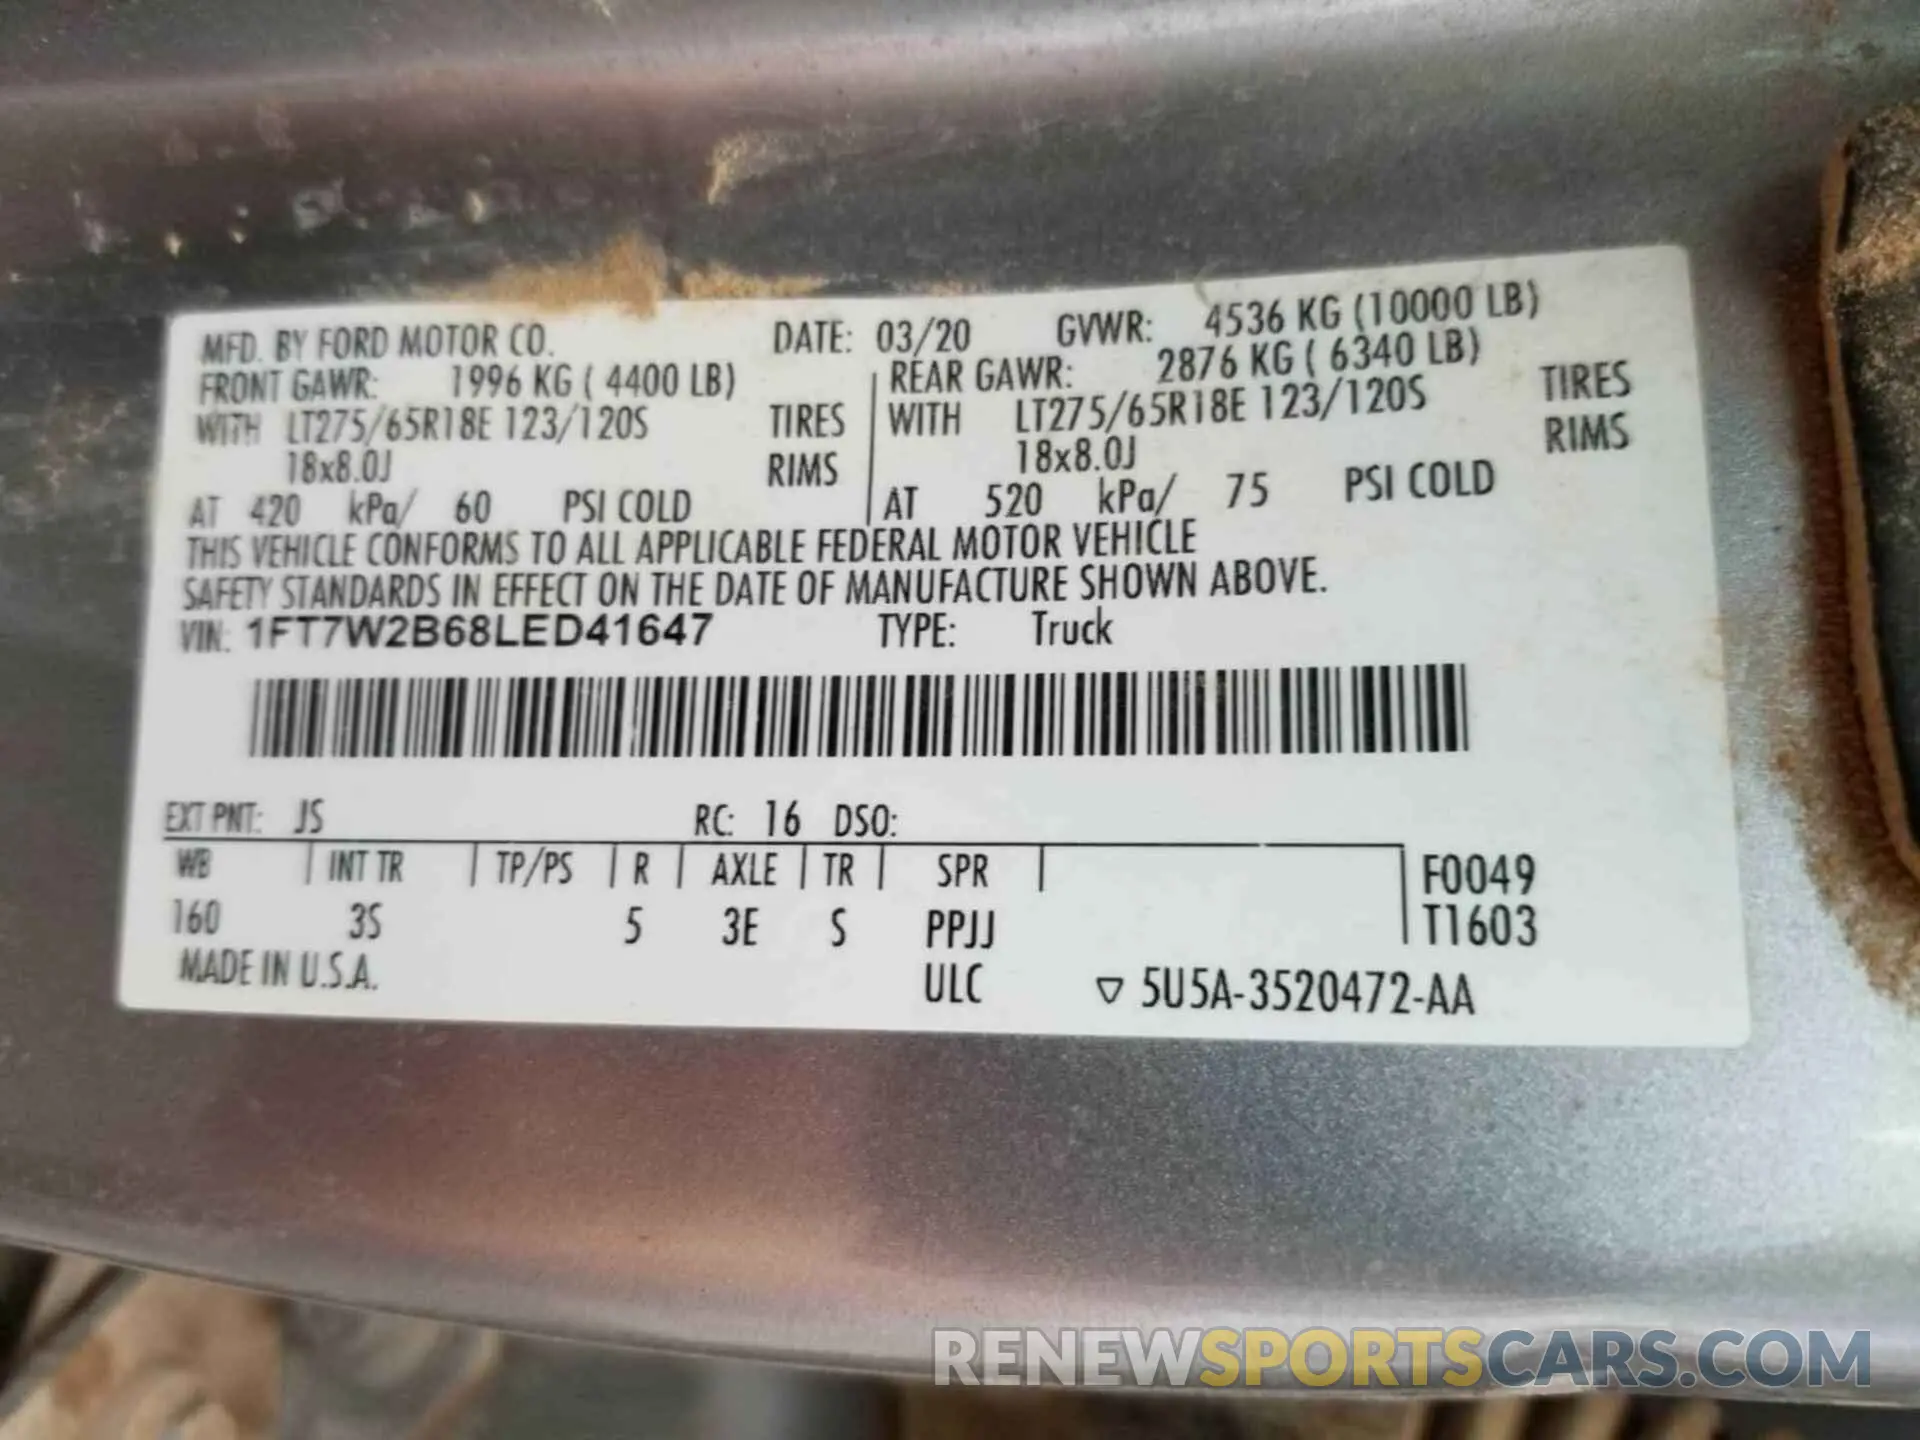 MFD. BY FORD MOTOR CO. DATE: 03/20 GVWR: 4536 KG (10000 LB)
FRONT GAWR: 1996 KG ( 4400 LB) REAR GAWR: 2876 KG ( 6340 LB)
WITH LT275/65R18E 123/120S TIRES WITH LT275/65R18E 123/120S TIRES
18x8.0J RIMS 18x8.0J RIMS
AT 420 kPa/ 60 PSI COLD AT 520 kPa/ 75 PSI COLD
THIS VEHICLE CONFORMS TO ALL APPLICABLE FEDERAL MOTOR VEHICLE
SAFETY STANDARDS IN EFFECT ON THE DATE OF MANUFACTURE SHOWN ABOVE.
VIN: 1FT7W2B68LED41647 TYPE: Truck
EXT PNT: JS RC: 16 DSO:
WB INT TR TP/PS R AXLE TR SPR F0049
160 3S 5 3E S PPJJ T1603
MADE IN U.S.A. ULC ▽ 5U5A-3520472-AA
RENEWSPORTSCARS.COM